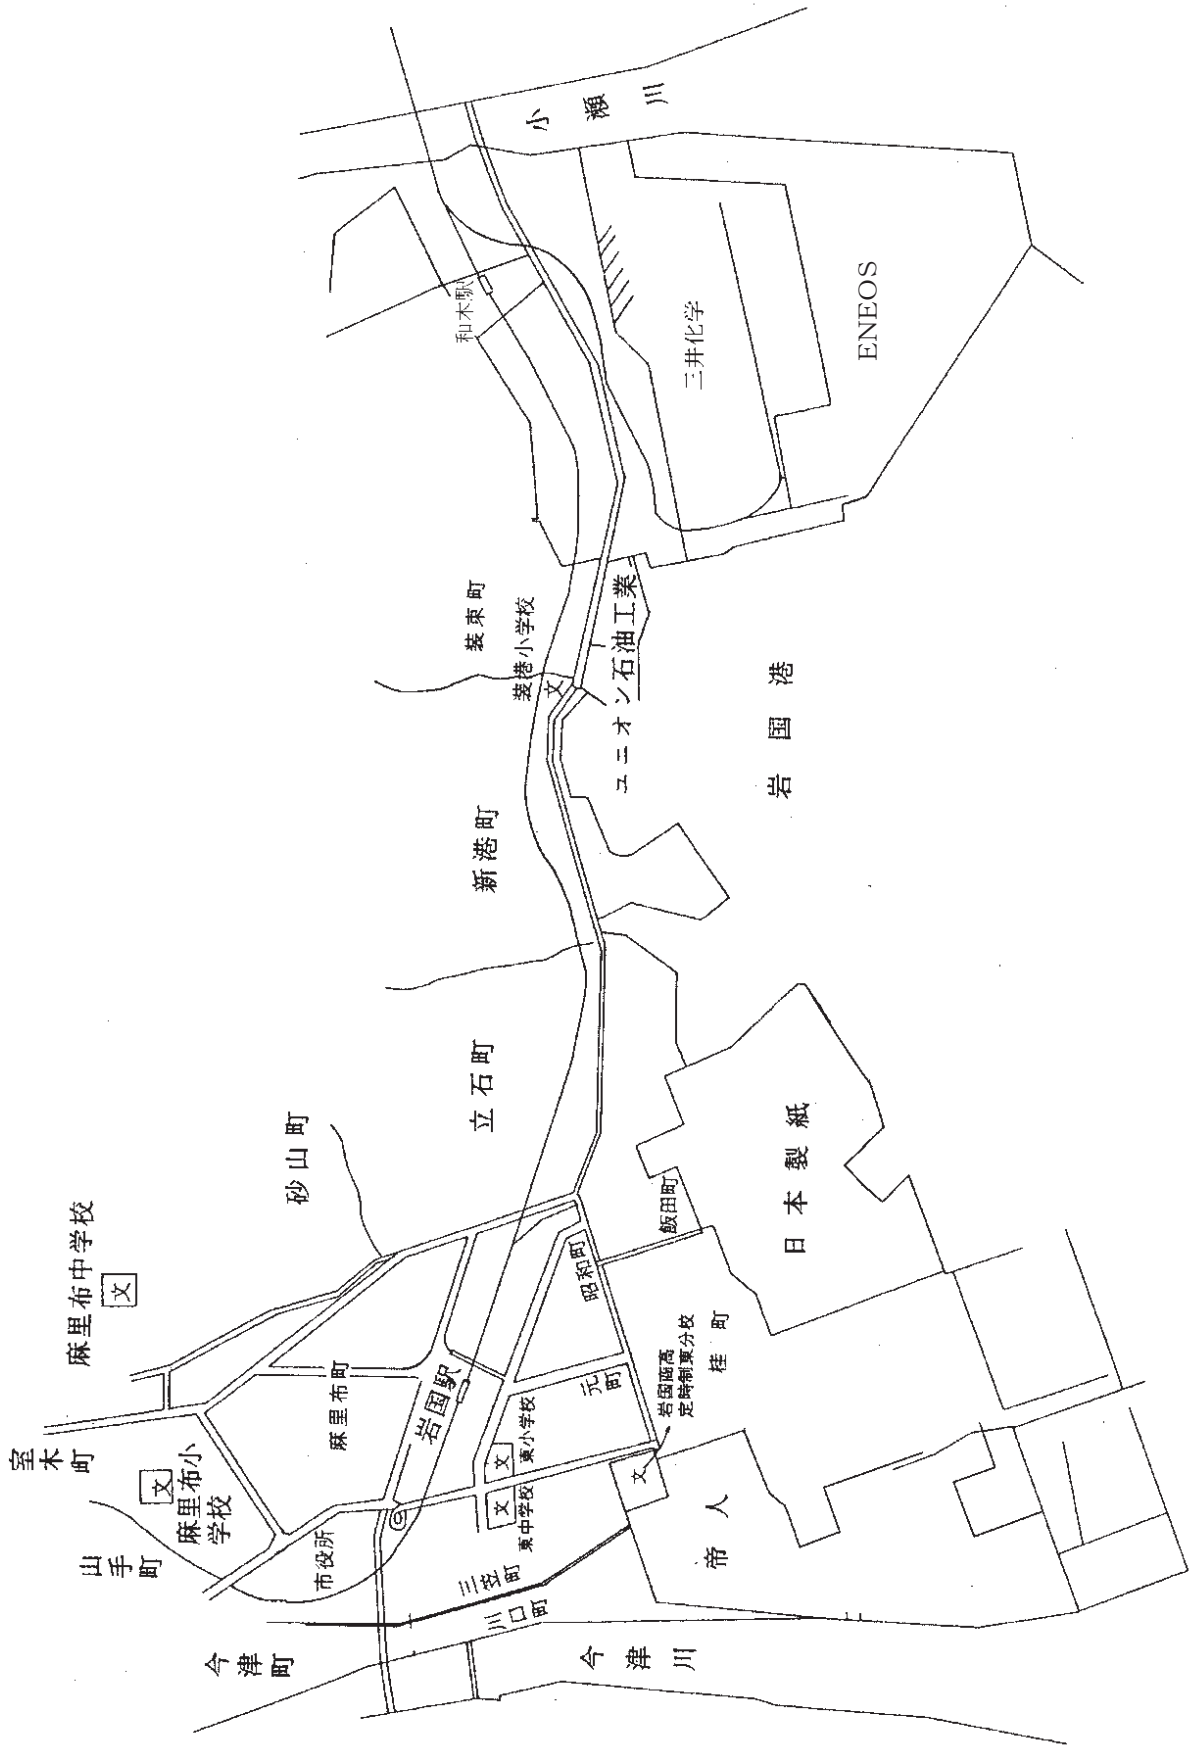 室木町
麻里布中学校
文
砂山町
立石町
新港町
装束町
装港小学校
文
和木駅
小瀬川
三井化学
ENEOS
ユニオン石油工業
岩国港
山手町
文
麻里布小
学校
麻里布町
岩国駅
昭和町
飯田町
日本製紙
元町
桂町
岩国商高
定時制東分校
文
東小学校
文
東中学校
文
市役所
帝人
三笠町
川口町
今津町
今津川